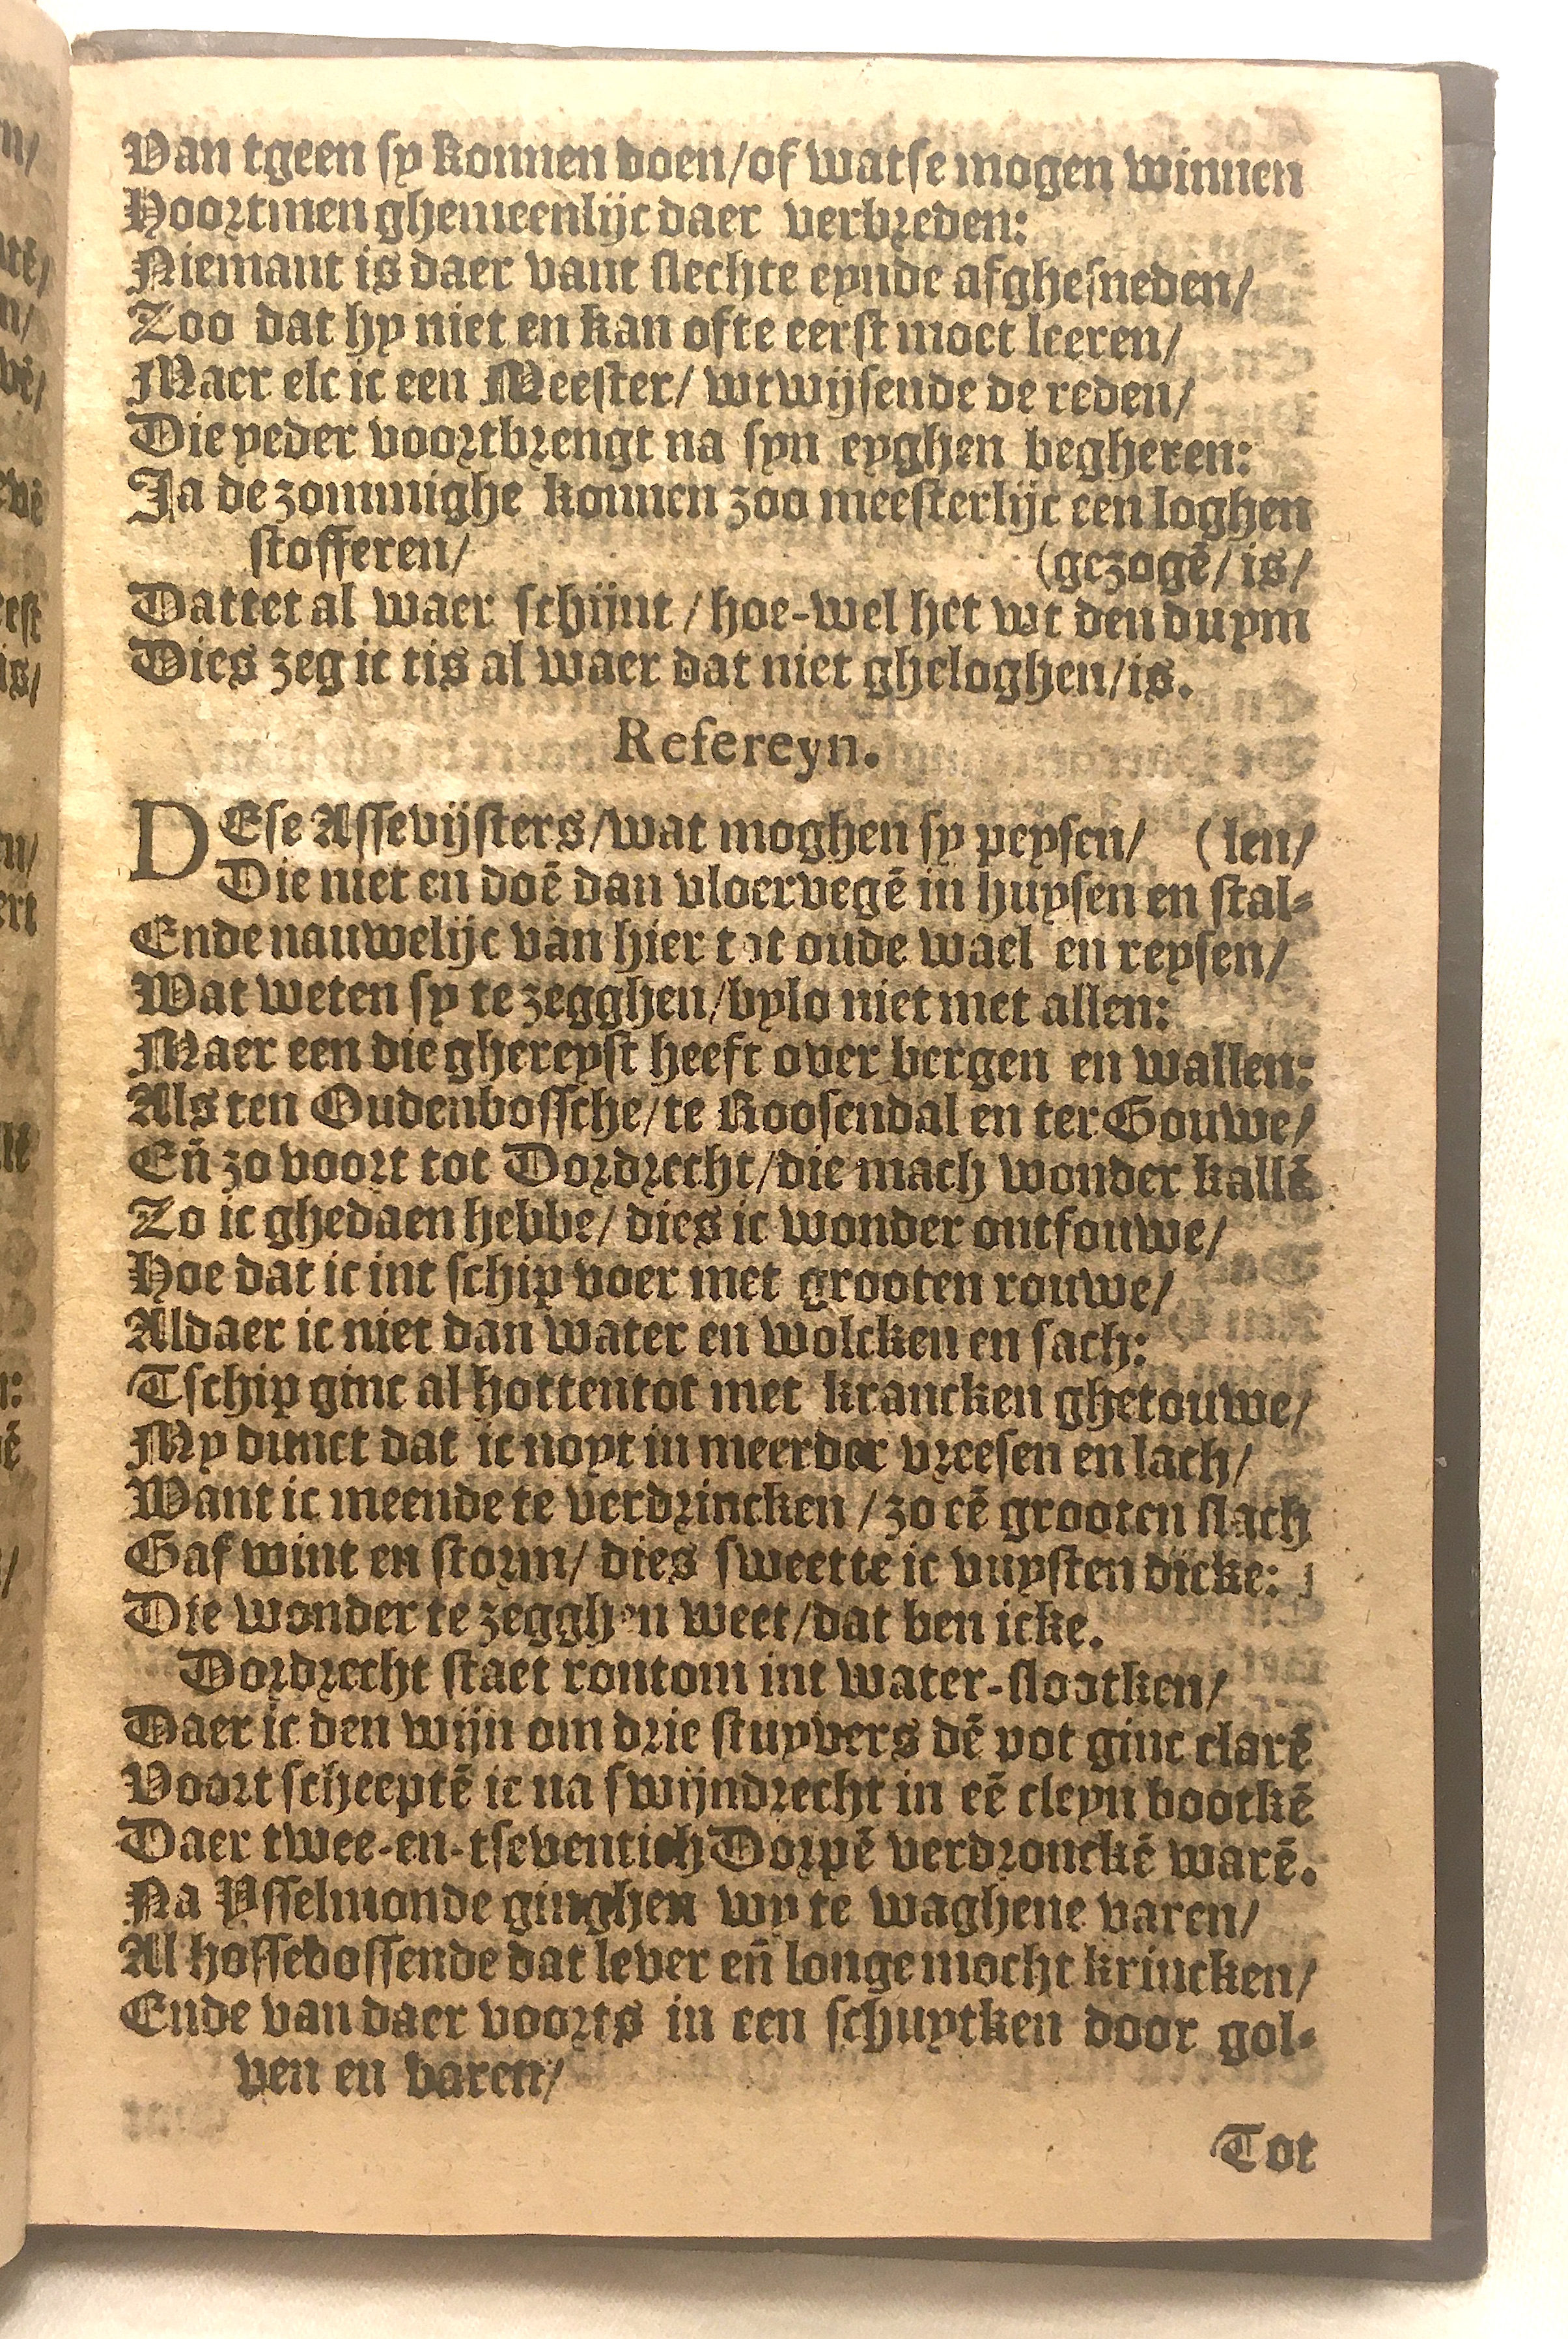 Van tgeen sy konnen doen/of watse mogen winnen
Hoortmen ghemeenlijc daer verbreden:
Niemant is daer vant slechte eynde afghesneden/
Zoo dat hy niet en kan ofte eerst moet leeren/
Maer elc ic een Meester/ wtwijsende de reden/
Die yeder voortbrengt na syn eyghen begheren:
Ja de zommighe konnen zoo meesterlijc een loghen
stofferen/ (gezogē/ is/
Dattet al waer schijnt / hoe-wel het wt den duym
Dies zeg ic tis al waer dat niet gheloghen/is.
Refereyn.
DEse Assevijsters/wat moghen sy peysen/ (len/
Die niet en doē dan vloervegē in huysen en stal-
Ende nauwelijc van hier tot oude wael en reysen/
Wat weten sy te zegghen/bylo niet met allen:
Maer een die ghereyst heeft over bergen en wallen:
Als ten Oudenbossche/te Roosendal en ter Gouwe/
Eñ zo voort tot Dordrecht/die mach wonder kallē
Zo ic ghedaen hebbe/ dies ic wonder ontfouwe/
Hoe dat ic int schip voer met grooten rouwe/
Aldaer ic niet dan water en wolcken en sach:
Tschip ginc al hottentot met krancken ghetouwe/
My dunct dat ic noyt in meerder vreesen en lach/
Want ic meende te verdrincken / zo eē grooten slach
Gaf wint en storm/ dies sweette ic vuysten dicke:
Die wonder te zegghen weet/dat ben icke.
Dordrecht staet rontom int water-slootken/
Daer ic den wijn om drie stuyvers dē pot ginc clarē
Voort scheeptē ic na swijndrecht in eē cleyn bootkē
Daer twee-en-tseventich Dorpē verdronckē warē.
Na Ysselmonde ginghen wy te waghene varen/
Al hossebossende dat lever eñ longe mocht krincken/
Ende van daer voorts in een schuytken door gol-
ven en baren/
Tot